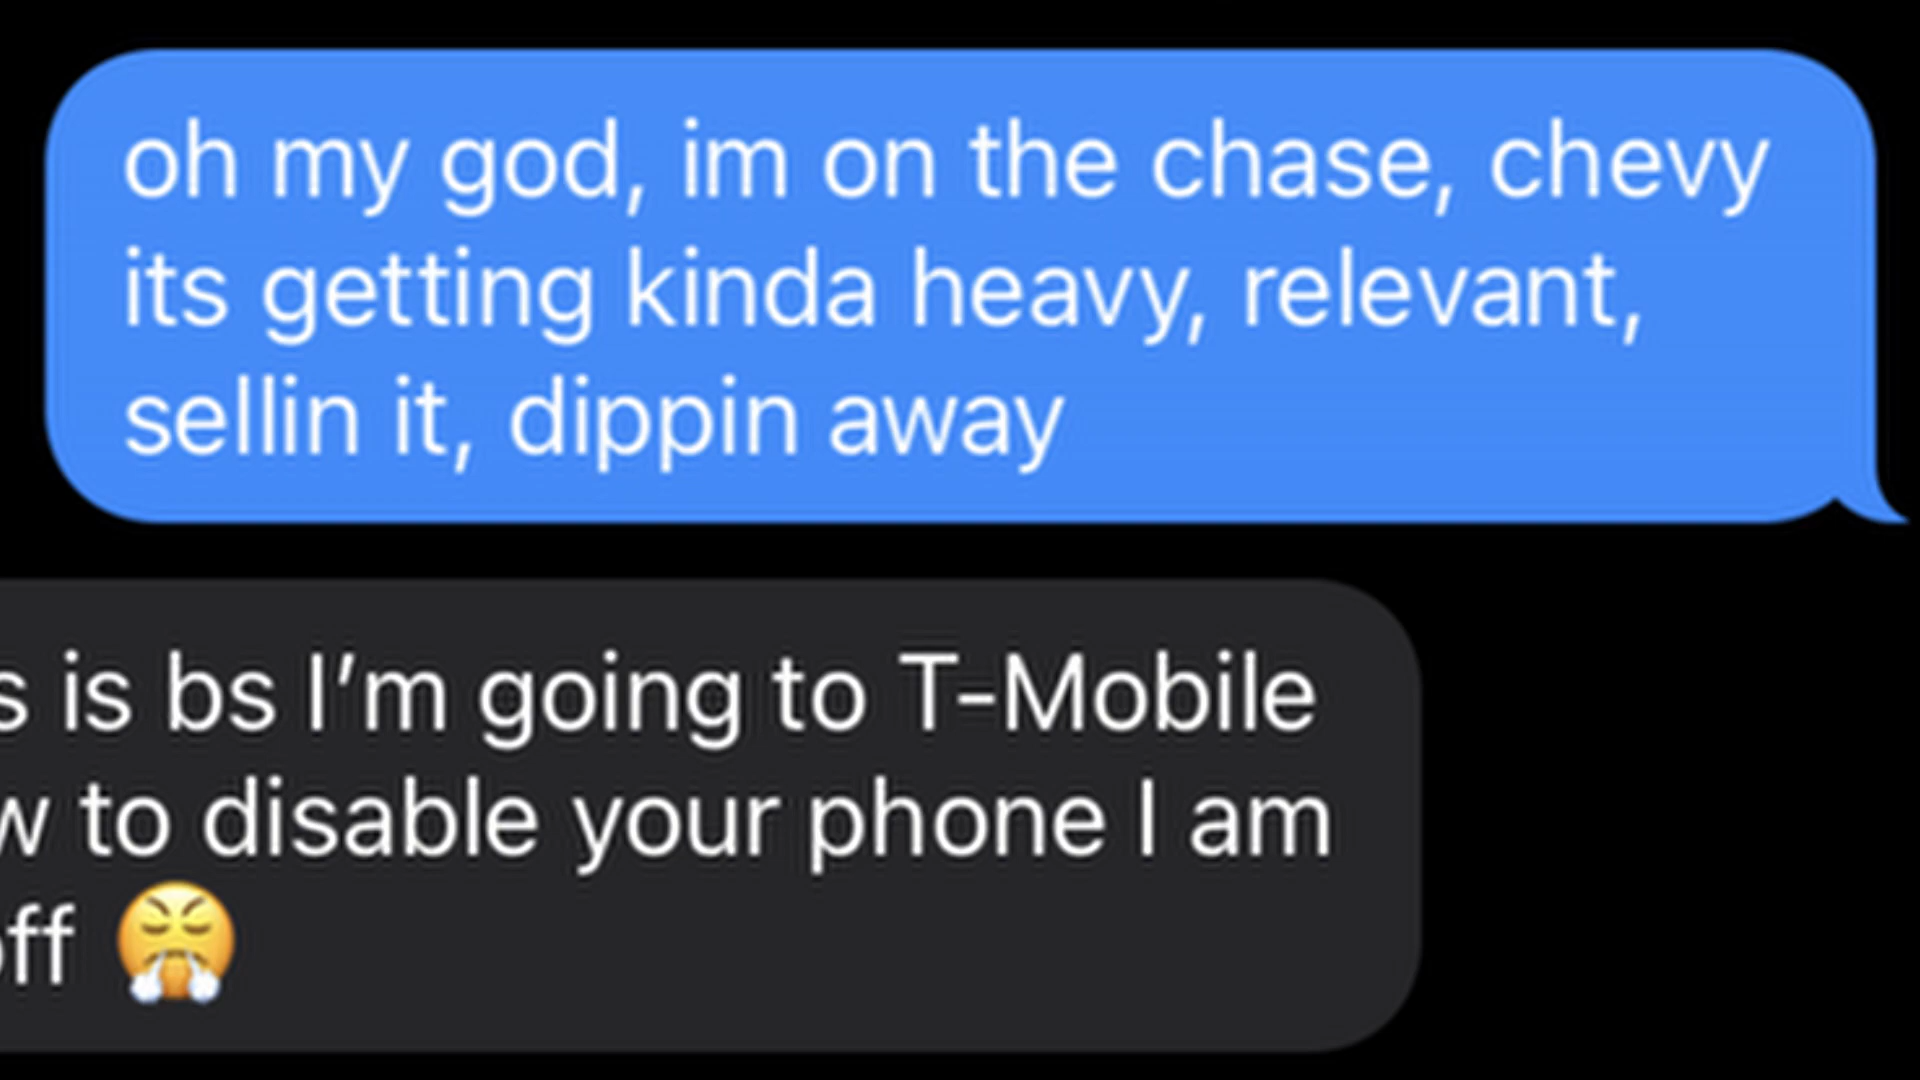 oh my god, im on the chase, chevy
its getting kinda heavy, relevant,
sellin it, dippin away
is bs I’m going to T-Mobile
to disable your phone I am
😤